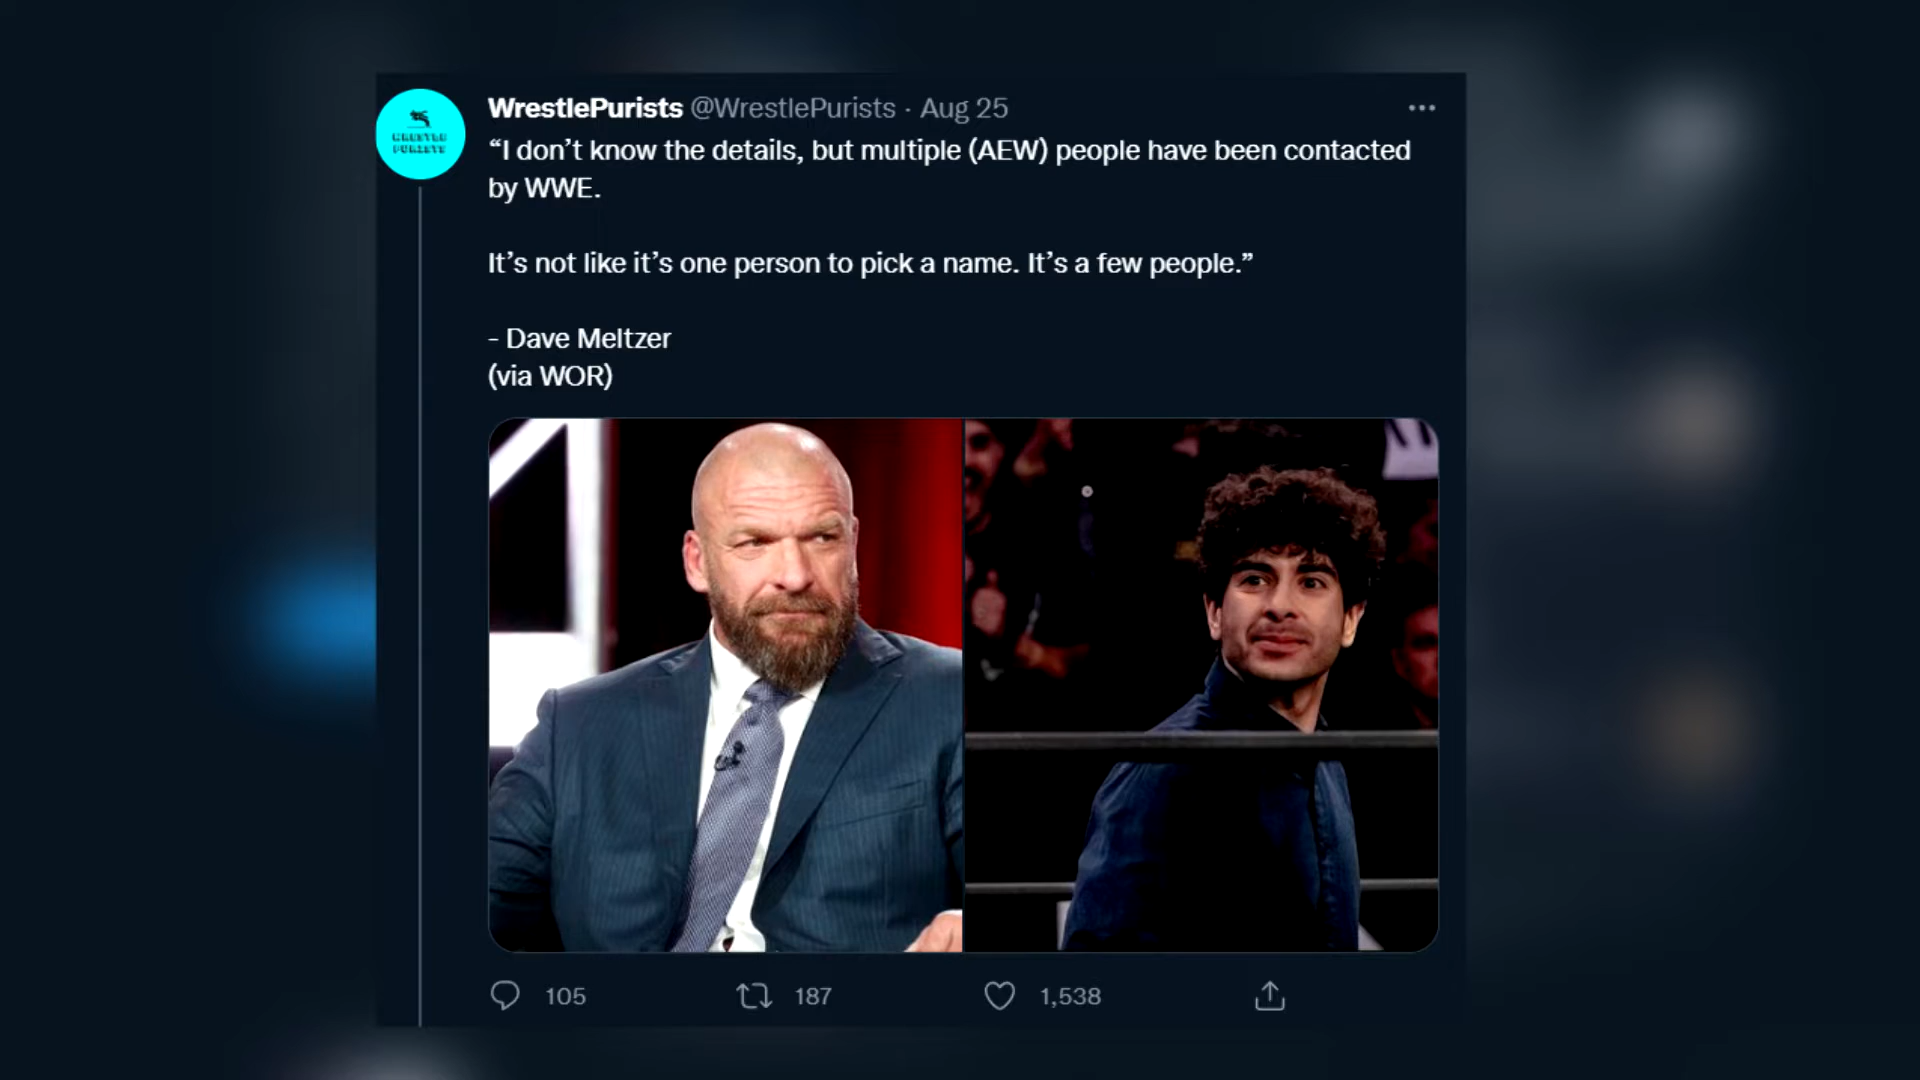 WrestlePurists @WrestlePurists · Aug 25
“I don’t know the details, but multiple (AEW) people have been contacted
by WWE.
It’s not like it’s one person to pick a name. It’s a few people.”
- Dave Meltzer
(via WOR)
105 187 1,538